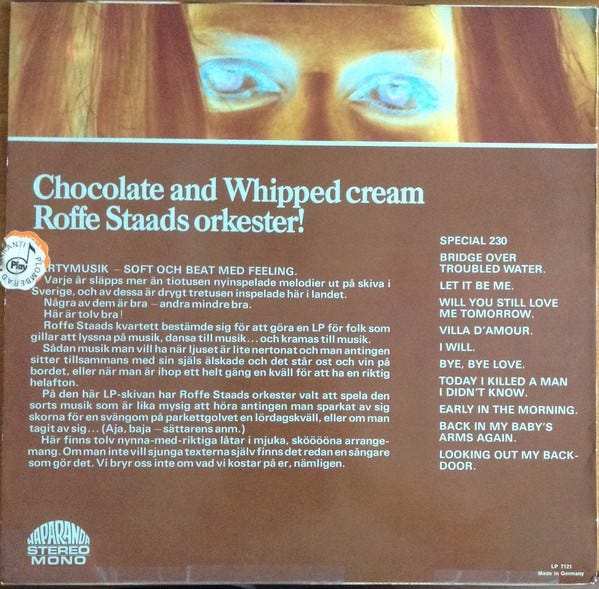 Chocolate and Whipped cream
Roffe Staads orkester!
GARANTI
Play
PLOMBERAD
RTYMUSIK – SOFT OCH BEAT MED FEELING.
Varje år släpps mer än tiotusen nyinspelade melodier ut på skiva i
Sverige, och av dessa är drygt tretusen inspelade här i landet.
Några av dem är bra – andra mindre bra.
Här är tolv bra!
Roffe Staads kvartett bestämde sig för att göra en LP för folk som
gillar att lyssna på musik, dansa till musik... och kramas till musik.
Sådan musik man vill ha när ljuset är lite nertonat och man antingen
sitter tillsammans med sin själs älskade och det står ost och vin på
bordet, eller när man är ihop ett helt gäng en kväll för att ha en riktig
helafton.
På den här LP-skivan har Roffe Staads orkester valt att spela den
sorts musik som är lika mysig att höra antingen man sparkat av sig
skorna för en svängom på parkettgolvet en lördagskväll, eller om man
tagit av sig... (Aja, baja – sättarens anm.)
Här finns tolv nynna-med-riktiga låtar i mjuka, skööööna arrange-
mang. Om man inte vill sjunga texterna själv finns det redan en sångare
som gör det. Vi bryr oss inte om vad vi kostar på er, nämligen.
SPECIAL 230
BRIDGE OVER
TROUBLED WATER.
LET IT BE ME.
WILL YOU STILL LOVE
ME TOMORROW.
VILLA D'AMOUR.
I WILL.
BYE, BYE LOVE.
TODAY I KILLED A MAN
I DIDN'T KNOW.
EARLY IN THE MORNING.
BACK IN MY BABY'S
ARMS AGAIN.
LOOKING OUT MY BACK-
DOOR.
HAPARANDA
STEREO
MONO
LP 7121
Made in Germany